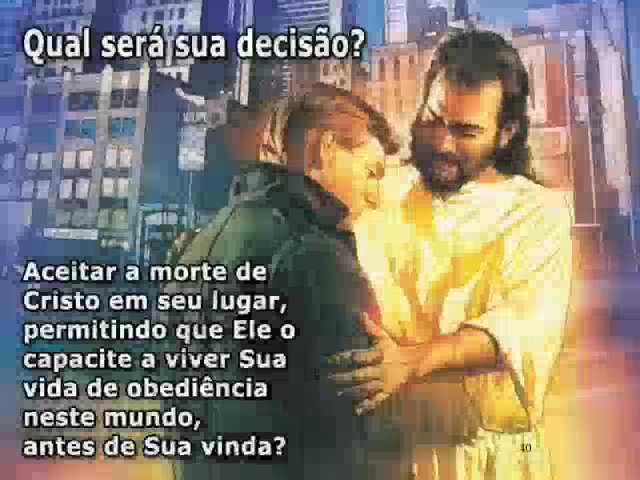 Qual será sua decisão?
Aceitar a morte de
Cristo em seu lugar,
permitindo que Ele o
capacite a viver Sua
vida de obediência
neste mundo,
antes de Sua vinda?
40